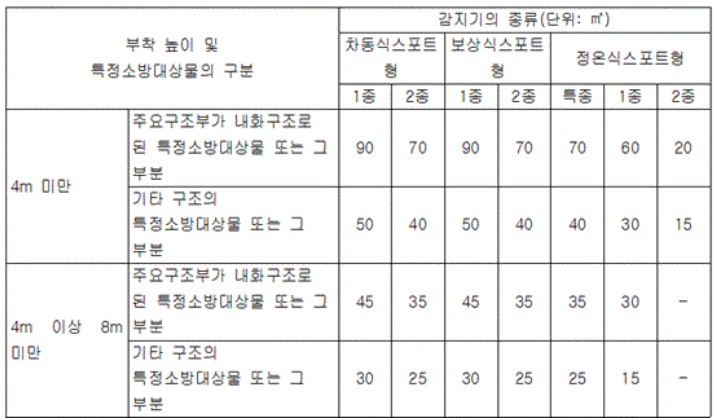 부착 높이 및
특정소방대상물의 구분
감지기의 종류(단위: ㎡)
차동식스포트
형
보상식스포트
형
정온식스포트형
1종 2종 1종 2종 특종 1종 2종
4m 미만
주요구조부가 내화구조로
된 특정소방대상물 또는 그
부분
90 70 90 70 70 60 20
기타 구조의
특정소방대상물 또는 그
부분
50 40 50 40 40 30 15
4m 이상 8m
미만
주요구조부가 내화구조로
된 특정소방대상물 또는 그
부분
45 35 45 35 35 30 -
기타 구조의
특정소방대상물 또는 그
부분
30 25 30 25 25 15 -